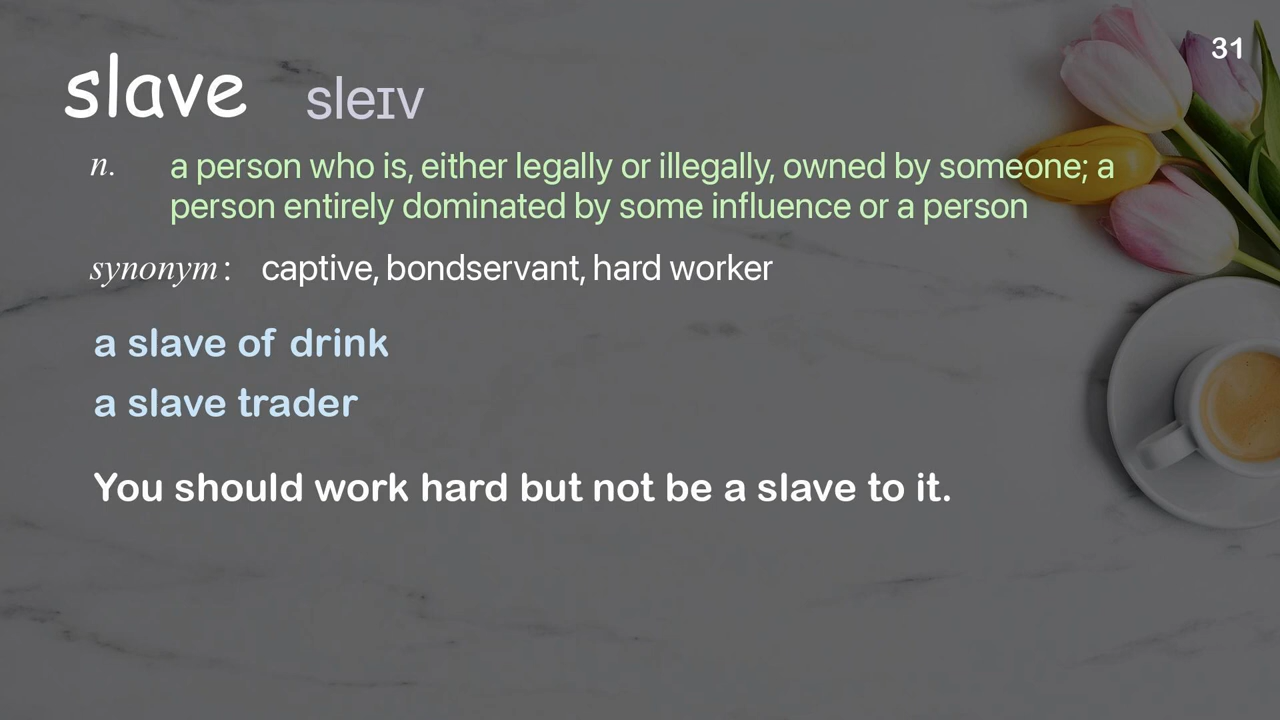 31
slave sleɪv
n. a person who is, either legally or illegally, owned by someone; a
person entirely dominated by some influence or a person
synonym: captive, bondservant, hard worker
a slave of drink
a slave trader
You should work hard but not be a slave to it.